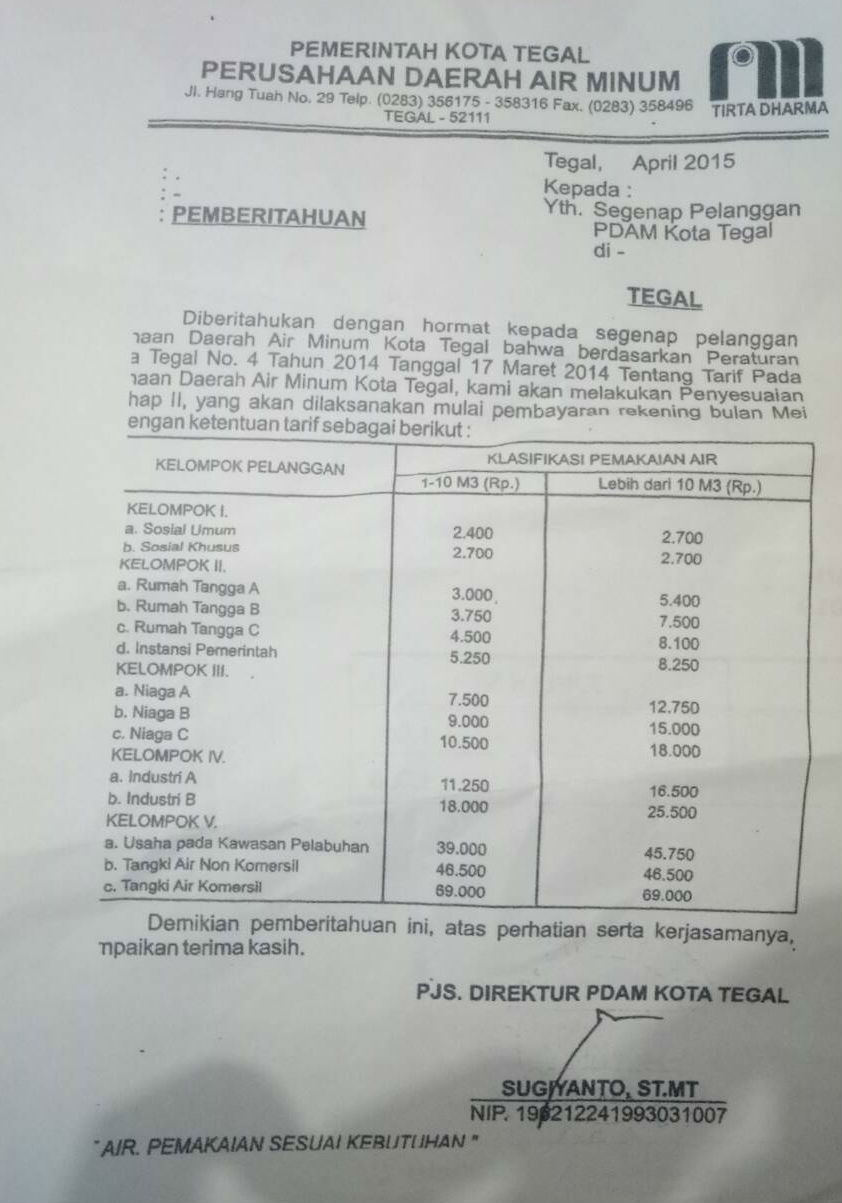 PEMERINTAH KOTA TEGAL
PERUSAHAAN DAERAH AIR MINUM
Jl. Hang Tuah No. 29 Telp. (0283) 356175 - 358316 Fax. (0283) 358496
TEGAL - 52111
TIRTA DHARMA
Tegal, April 2015
: .
Kepada :
: -
: PEMBERITAHUAN
Yth. Segenap Pelanggan
PDAM Kota Tegal
di -
TEGAL
Diberitahukan dengan hormat kepada segenap pelanggan
haan Daerah Air Minum Kota Tegal bahwa berdasarkan Peraturan
a Tegal No. 4 Tahun 2014 Tanggal 17 Maret 2014 Tentang Tarif Pada
haan Daerah Air Minum Kota Tegal, kami akan melakukan Penyesuaian
hap II, yang akan dilaksanakan mulai pembayaran rekening bulan Mei
engan ketentuan tarif sebagai berikut :
KELOMPOK PELANGGAN KLASIFIKASI PEMAKAIAN AIR
1-10 M3 (Rp.) Lebih dari 10 M3 (Rp.)
KELOMPOK I.
a. Sosial Umum 2.400 2.700
b. Sosial Khusus 2.700 2.700
KELOMPOK II.
a. Rumah Tangga A 3.000 5.400
b. Rumah Tangga B 3.750 7.500
c. Rumah Tangga C 4.500 8.100
d. Instansi Pemerintah 5.250 8.250
KELOMPOK III.
a. Niaga A 7.500 12.750
b. Niaga B 9.000 15.000
c. Niaga C 10.500 18.000
KELOMPOK IV.
a. Industri A 11.250 16.500
b. Industri B 18.000 25.500
KELOMPOK V.
a. Usaha pada Kawasan Pelabuhan 39.000 45.750
b. Tangki Air Non Komersil 46.500 46.500
c. Tangki Air Komersil 69.000 69.000
Demikian pemberitahuan ini, atas perhatian serta kerjasamanya,
mpaikan terima kasih.
PJS. DIREKTUR PDAM KOTA TEGAL
SUGIYANTO, ST.MT
NIP. 196212241993031007
"AIR. PEMAKAIAN SESUAI KEBUTUHAN"